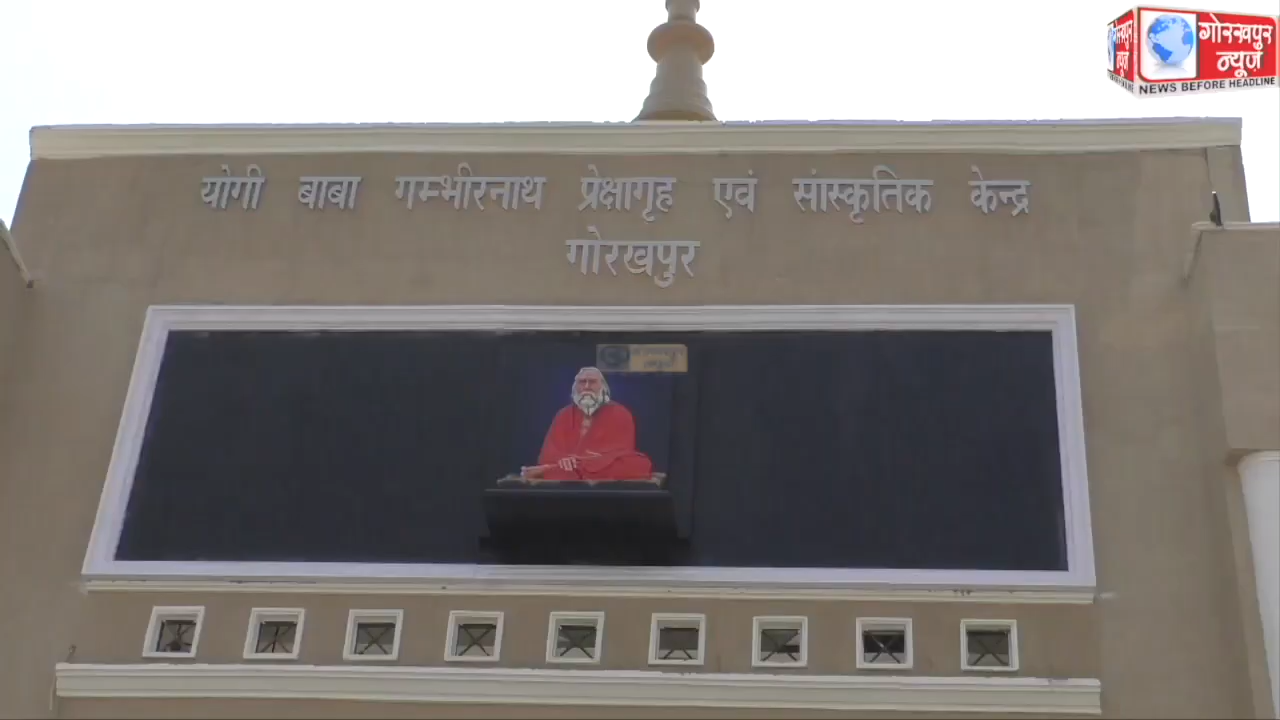 गोरखपुर
न्यूज़
NEWS BEFORE HEADLINE
योगी बाबा गम्भीरनाथ प्रेक्षागृह एवं सांस्कृतिक केन्द्र
गोरखपुर